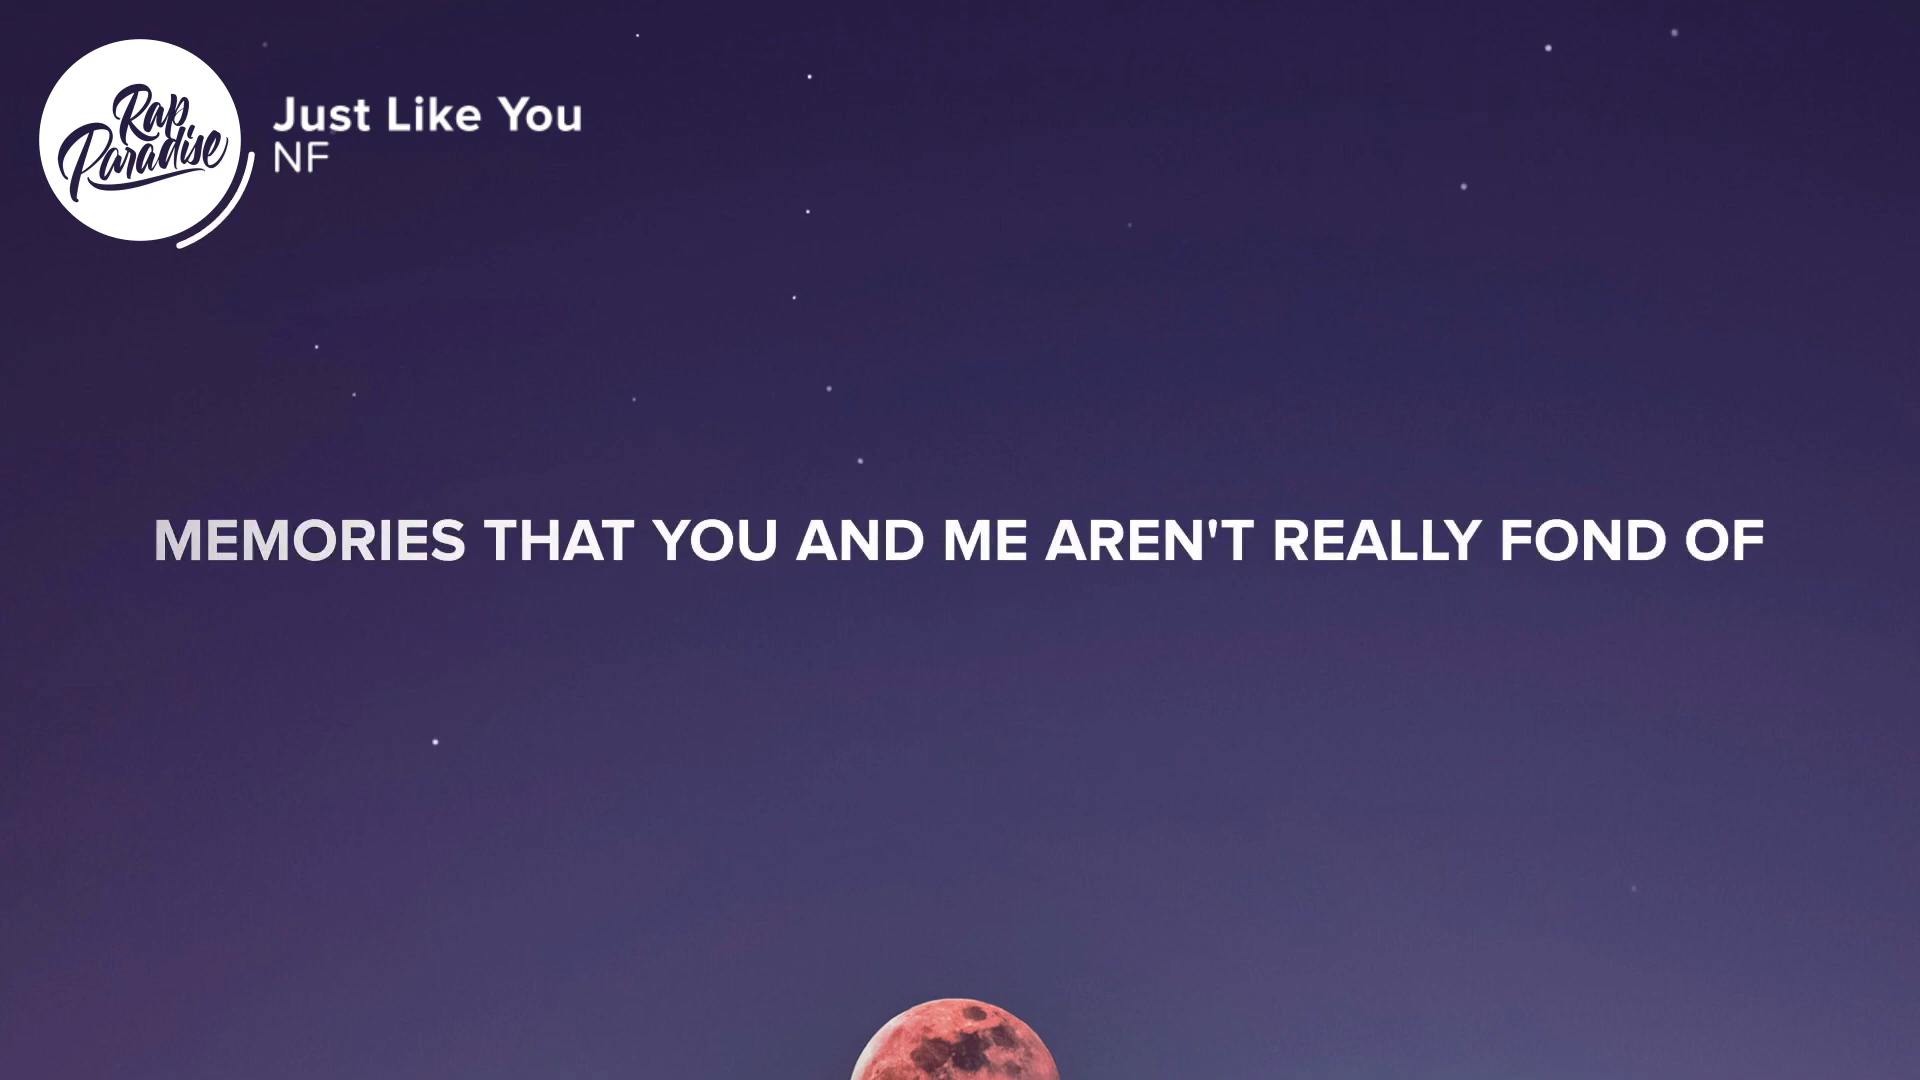 Rap
Paradise
Just Like You
NF
MEMORIES THAT YOU AND ME AREN'T REALLY FOND OF